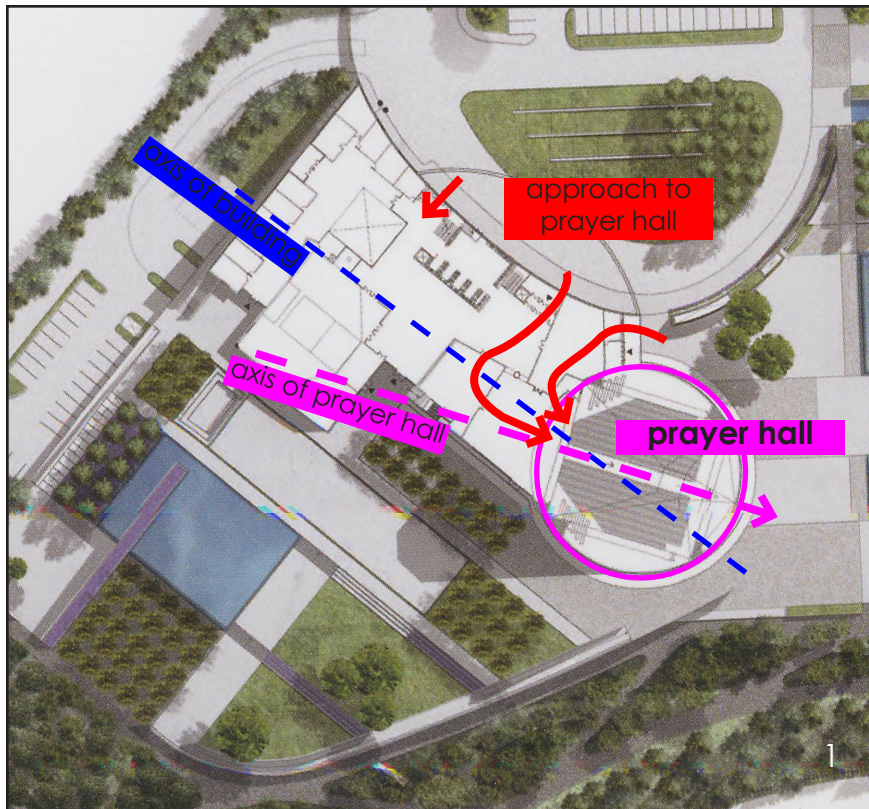 axis of building
approach to
prayer hall
axis of prayer hall
prayer hall
1